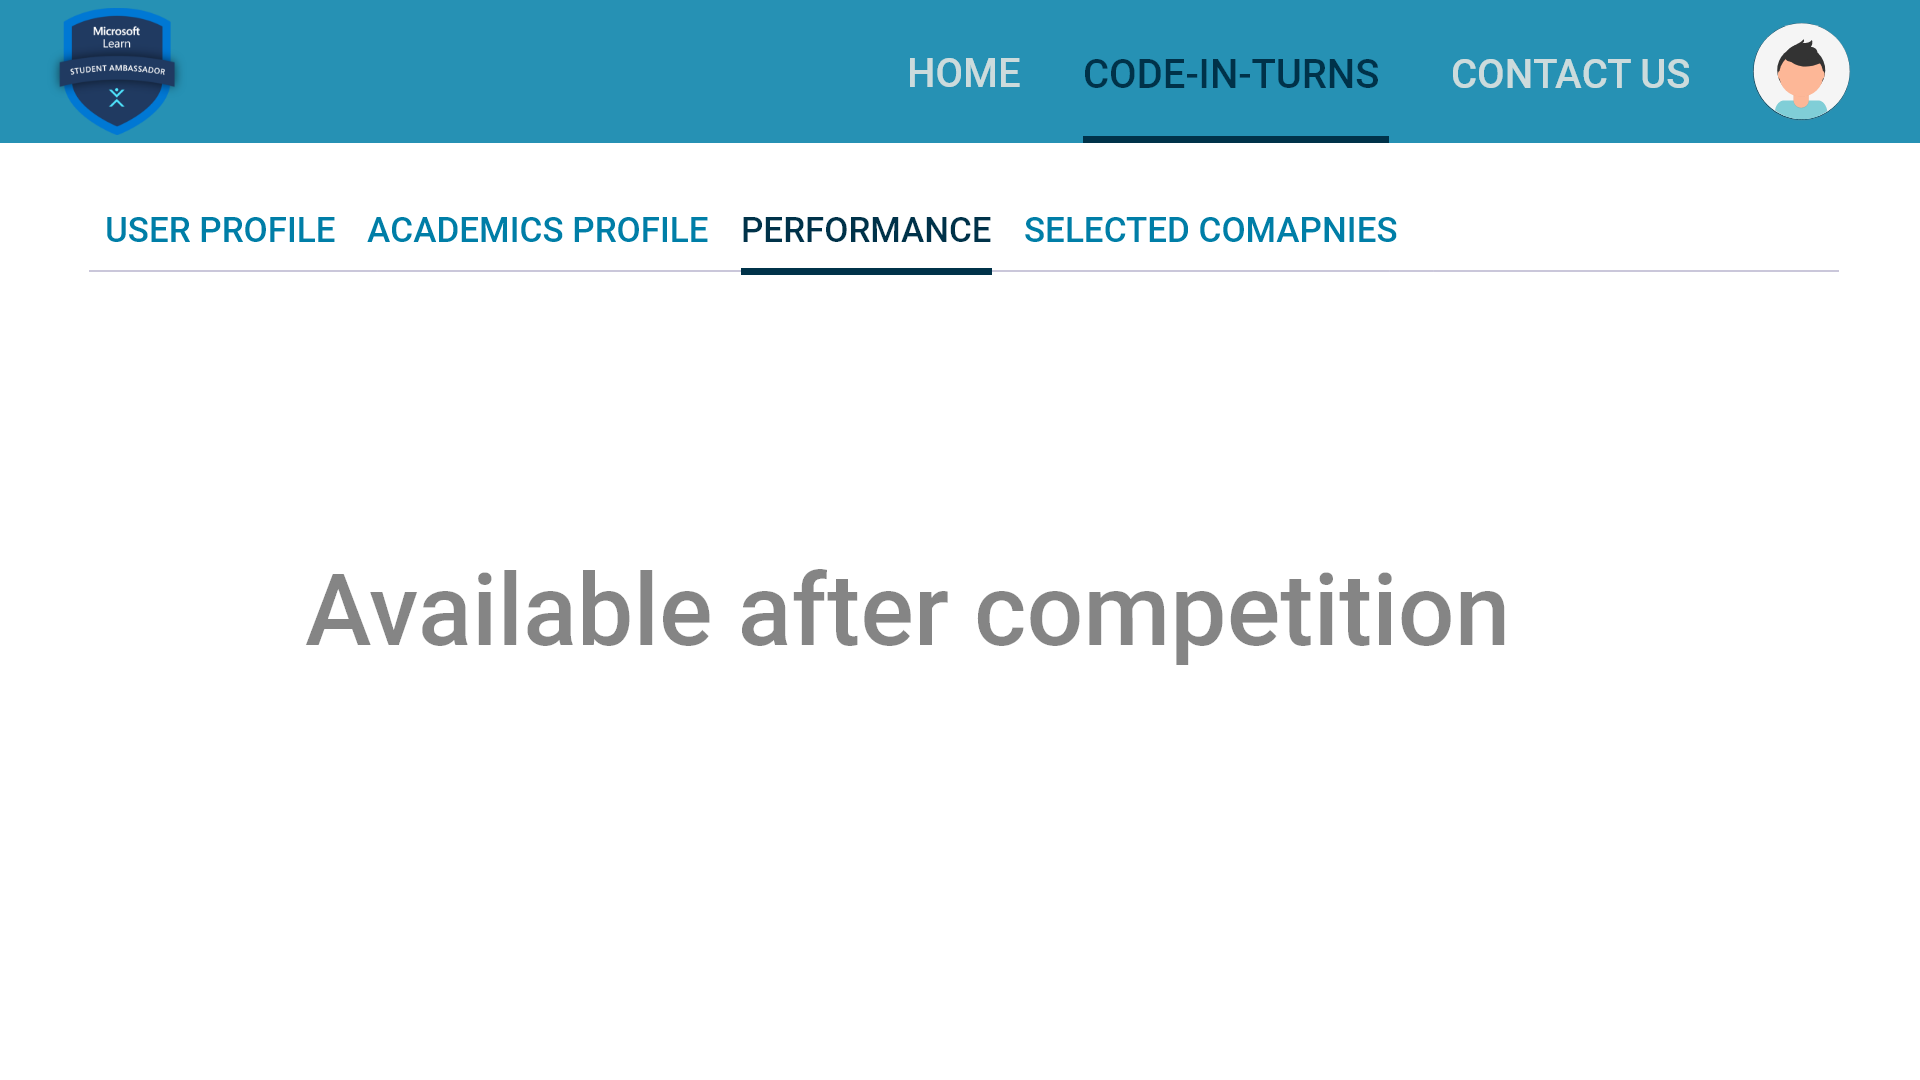 Microsoft
Learn
STUDENT AMBASSADOR
HOME CODE-IN-TURNS CONTACT US
USER PROFILE ACADEMICS PROFILE PERFORMANCE SELECTED COMAPNIES
Available after competition